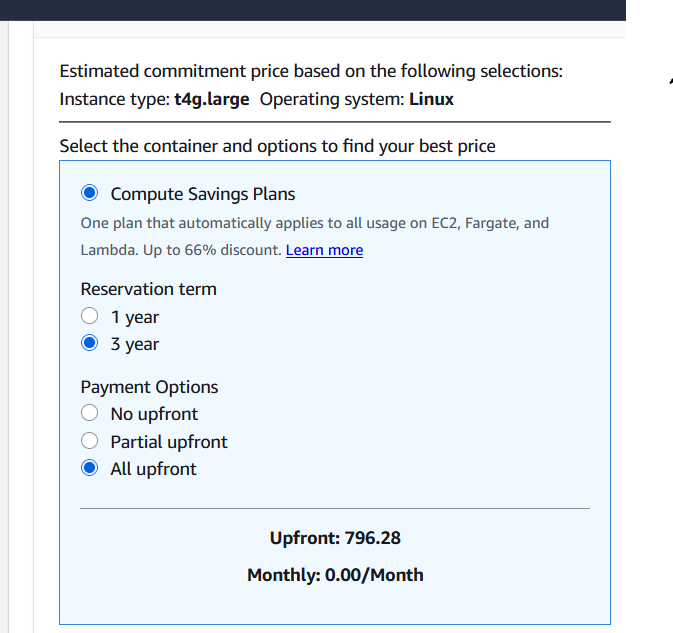 Estimated commitment price based on the following selections:
Instance type: t4g.large Operating system: Linux
Select the container and options to find your best price
Compute Savings Plans
One plan that automatically applies to all usage on EC2, Fargate, and
Lambda. Up to 66% discount. Learn more
Reservation term
1 year
3 year
Payment Options
No upfront
Partial upfront
All upfront
Upfront: 796.28
Monthly: 0.00/Month